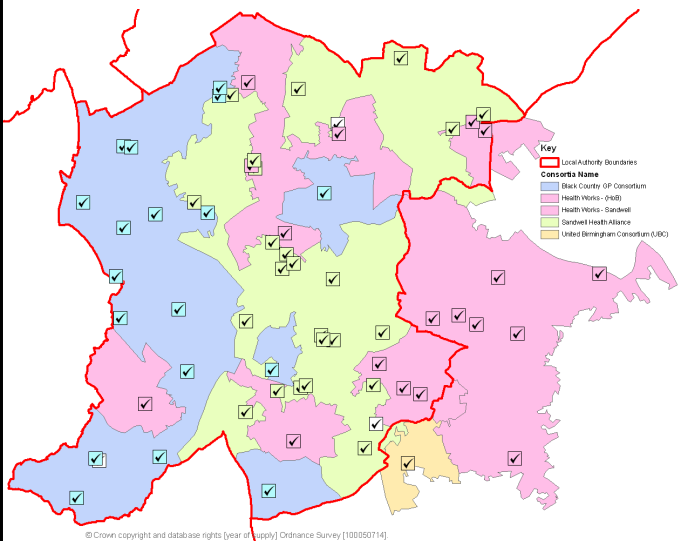 Key
Local Authority Boundaries
Consortia Name
Black Country GP Consortium
Health Works - (HoB)
Health Works - Sandwell
Sandwell Health Alliance
United Birmingham Consortium (UBC)
© Crown copyright and database rights [year of supply] Ordnance Survey [100050714].